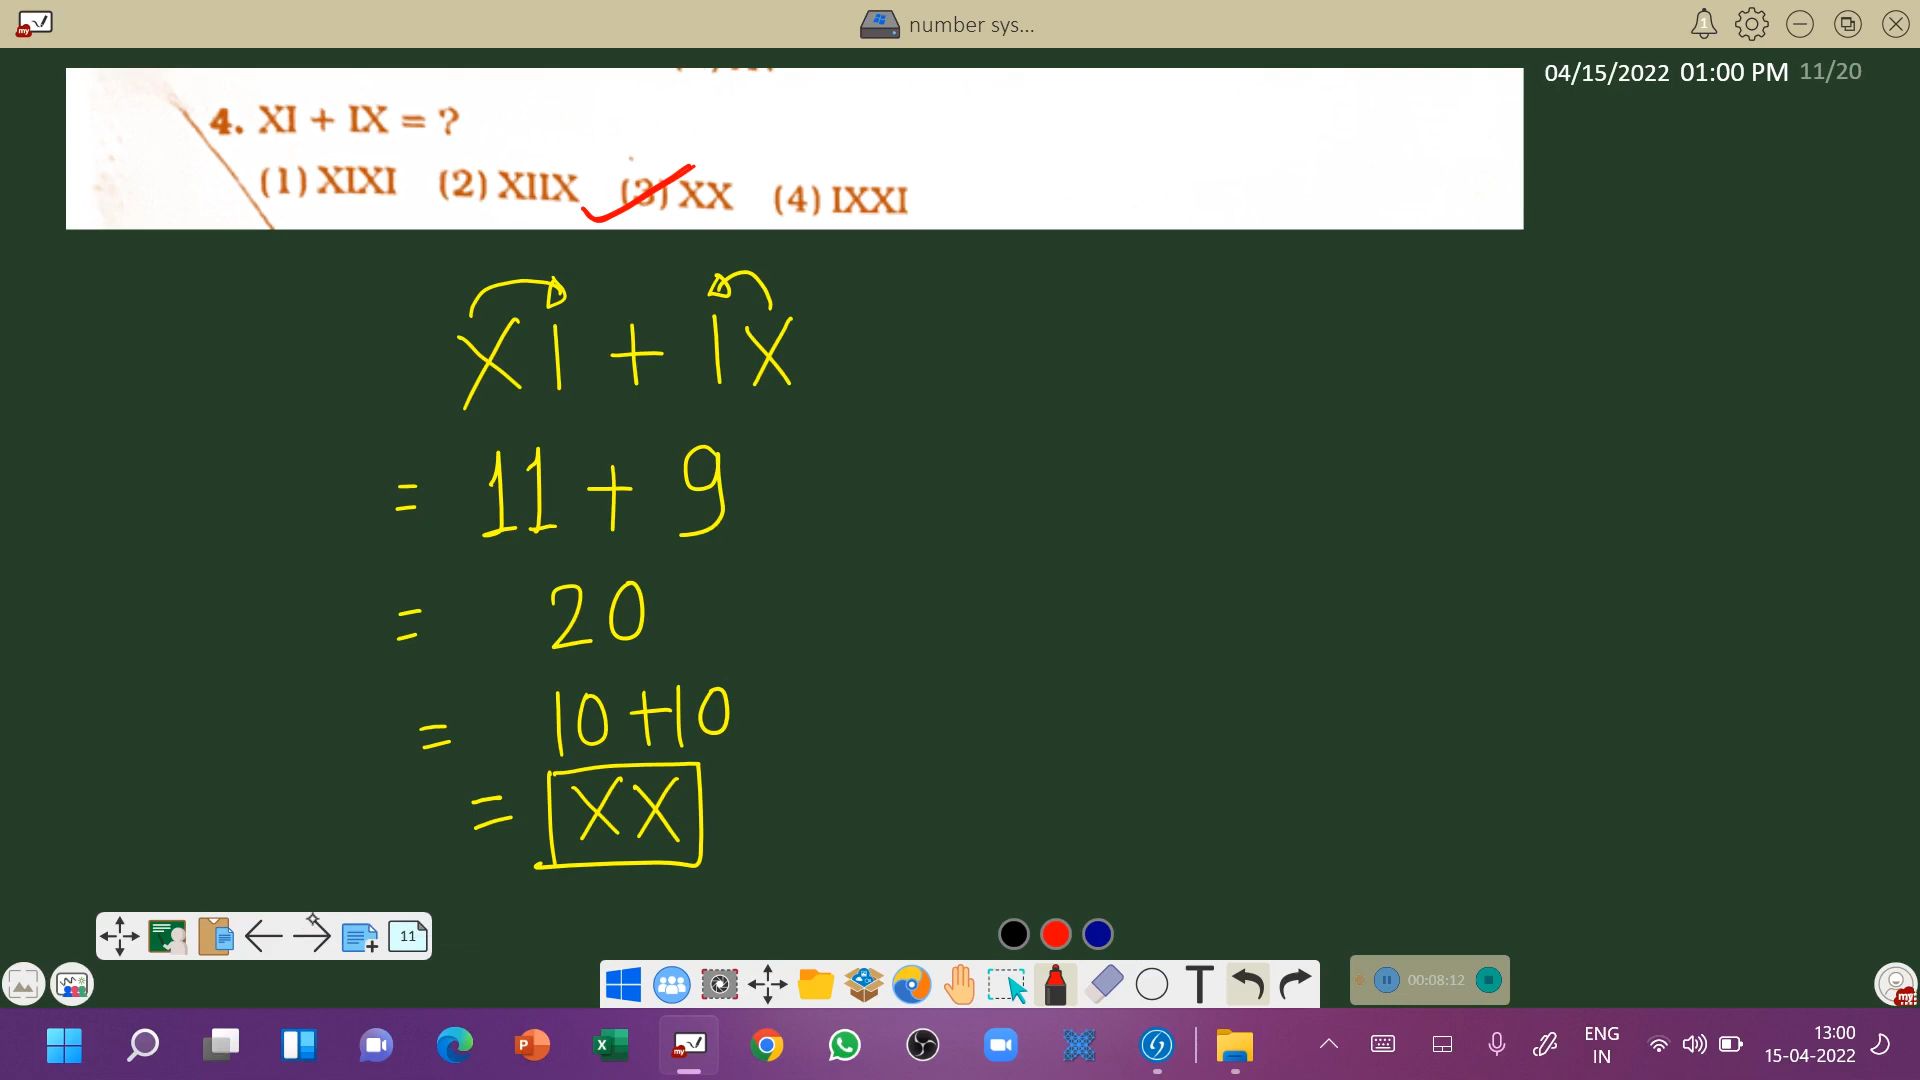 number sys...
04/15/2022 01:00 PM 11/20
4. XI + IX = ?
(1) XIXI (2) XIIX (3) XX (4) IXXI
XI + IX
= 11 + 9
= 20
= 10+10
= XX
11
00:08:12
ENG
IN
13:00
15-04-2022